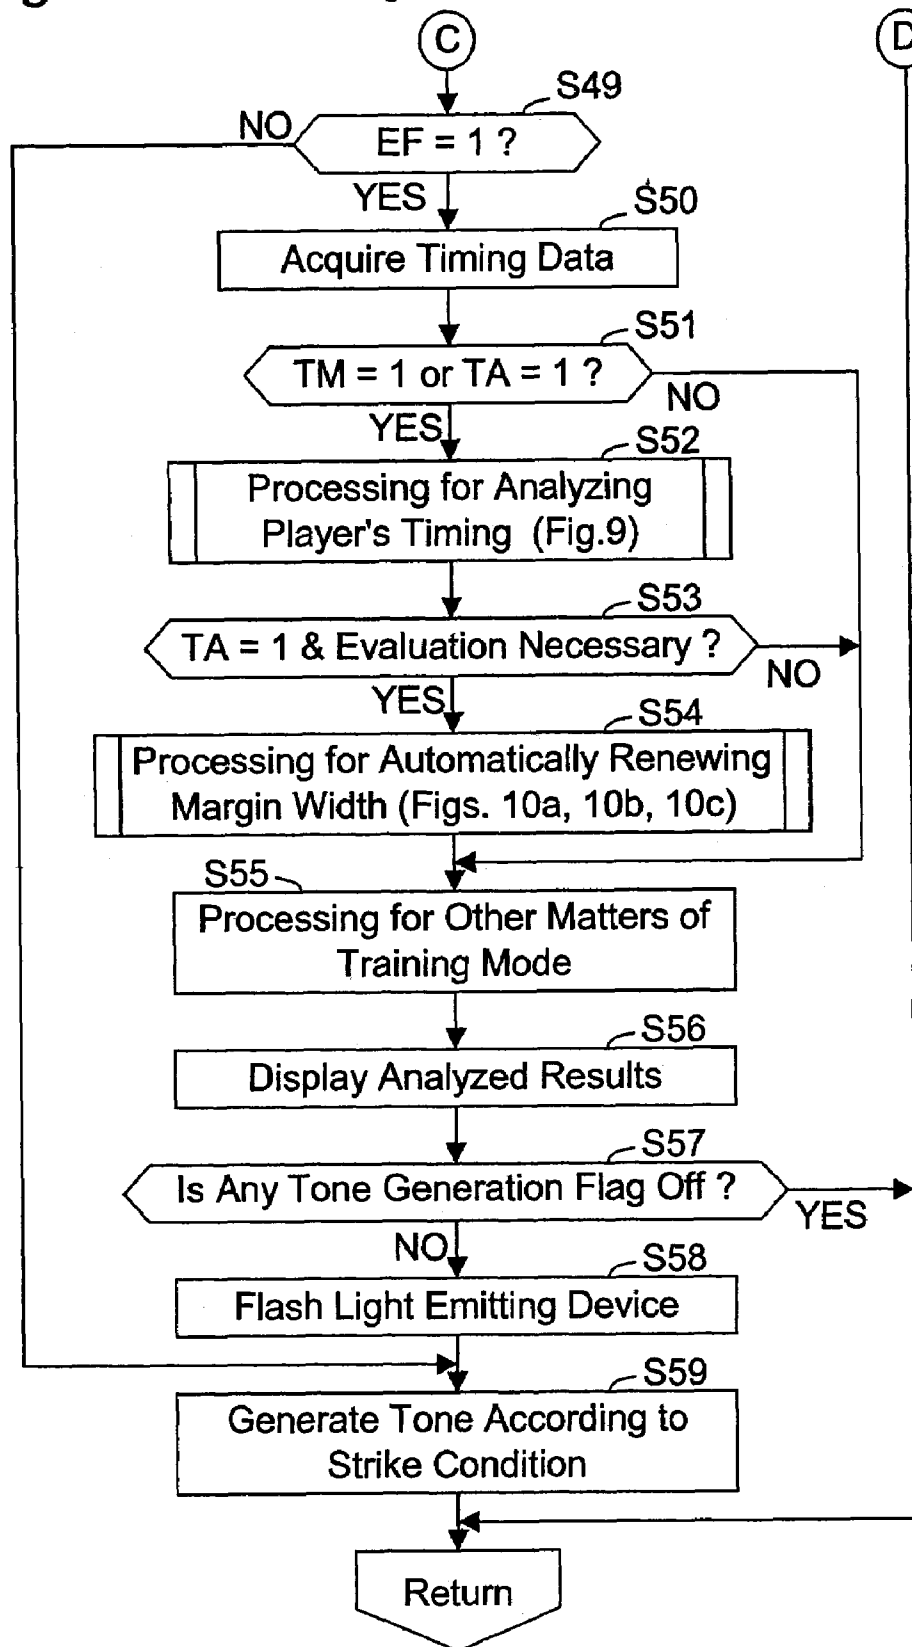 C
D
S49
NO
EF = 1 ?
YES
S50
Acquire Timing Data
S51
TM = 1 or TA = 1 ?
NO
YES
S52
Processing for Analyzing
Player's Timing (Fig.9)
S53
TA = 1 & Evaluation Necessary ?
NO
YES
S54
Processing for Automatically Renewing
Margin Width (Figs. 10a, 10b, 10c)
S55
Processing for Other Matters of
Training Mode
S56
Display Analyzed Results
S57
Is Any Tone Generation Flag Off ?
YES
NO
S58
Flash Light Emitting Device
S59
Generate Tone According to
Strike Condition
Return